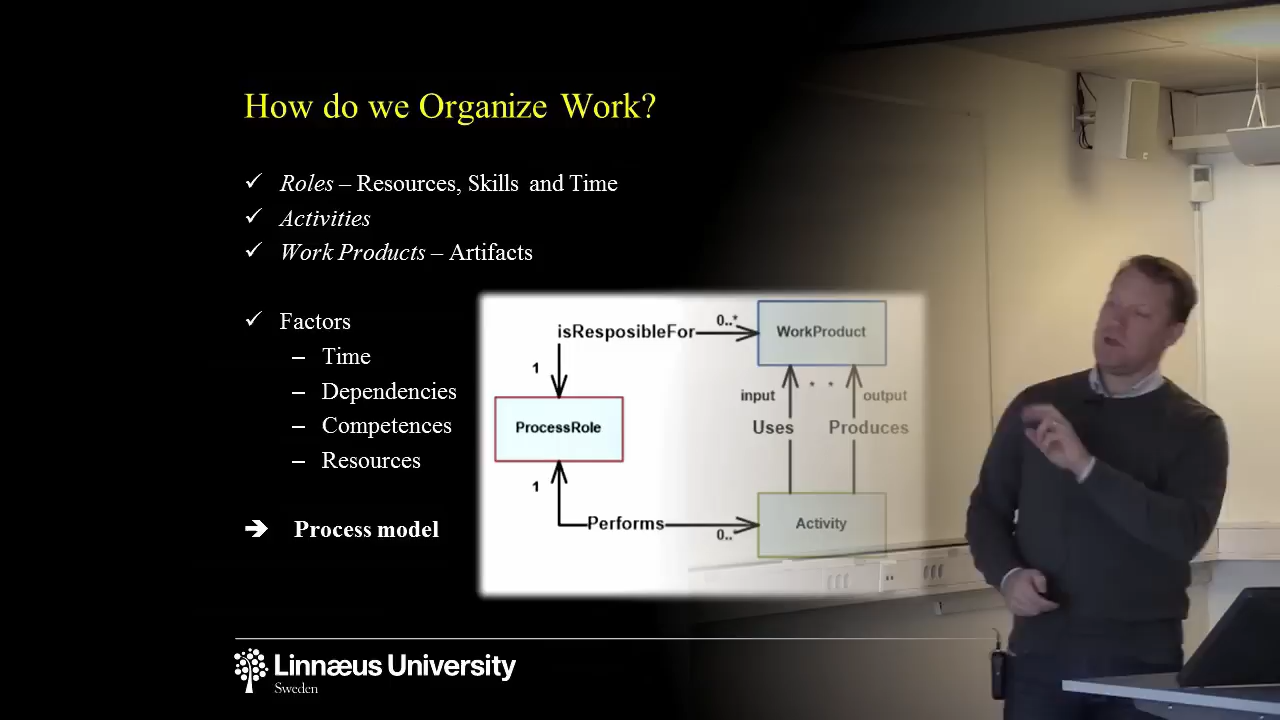 How do we Organize Work?
✓ Roles – Resources, Skills and Time
✓ Activities
✓ Work Products – Artifacts
✓ Factors
– Time
– Dependencies
– Competences
– Resources
➔ Process model
isResposibleFor
0..*
WorkProduct
1
input
* *
output
ProcessRole
Uses
Produces
1
Performs
0..
Activity
Linnæus University
Sweden